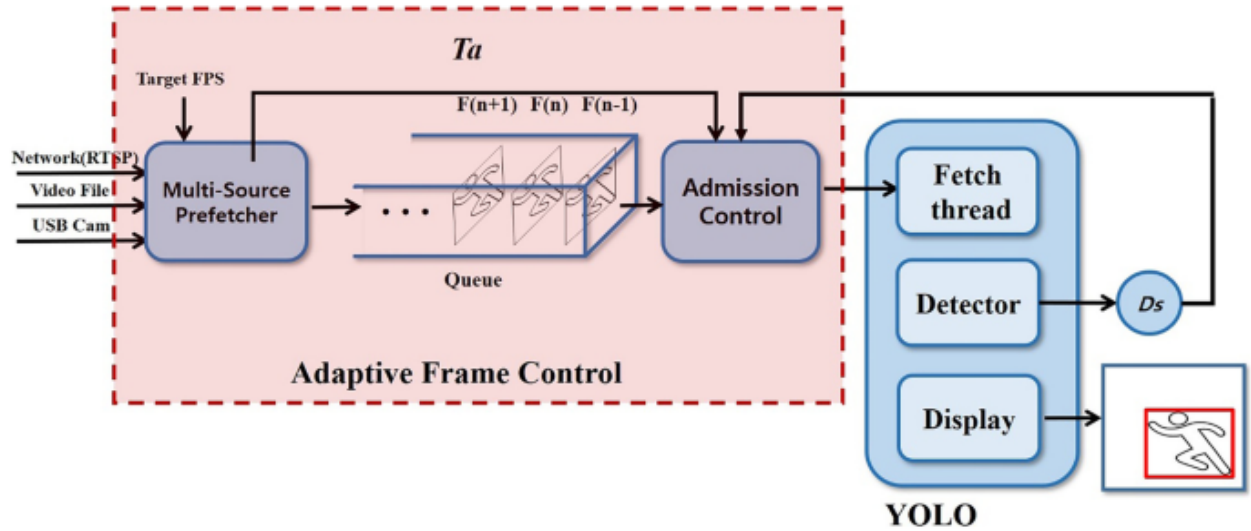 Ta
Target FPS
F(n+1) F(n) F(n-1)
Network(RTSP)
Video File
USB Cam
Multi-Source
Prefetcher
• • •
Queue
Admission
Control
Fetch
thread
Detector
Ds
Display
Adaptive Frame Control
YOLO